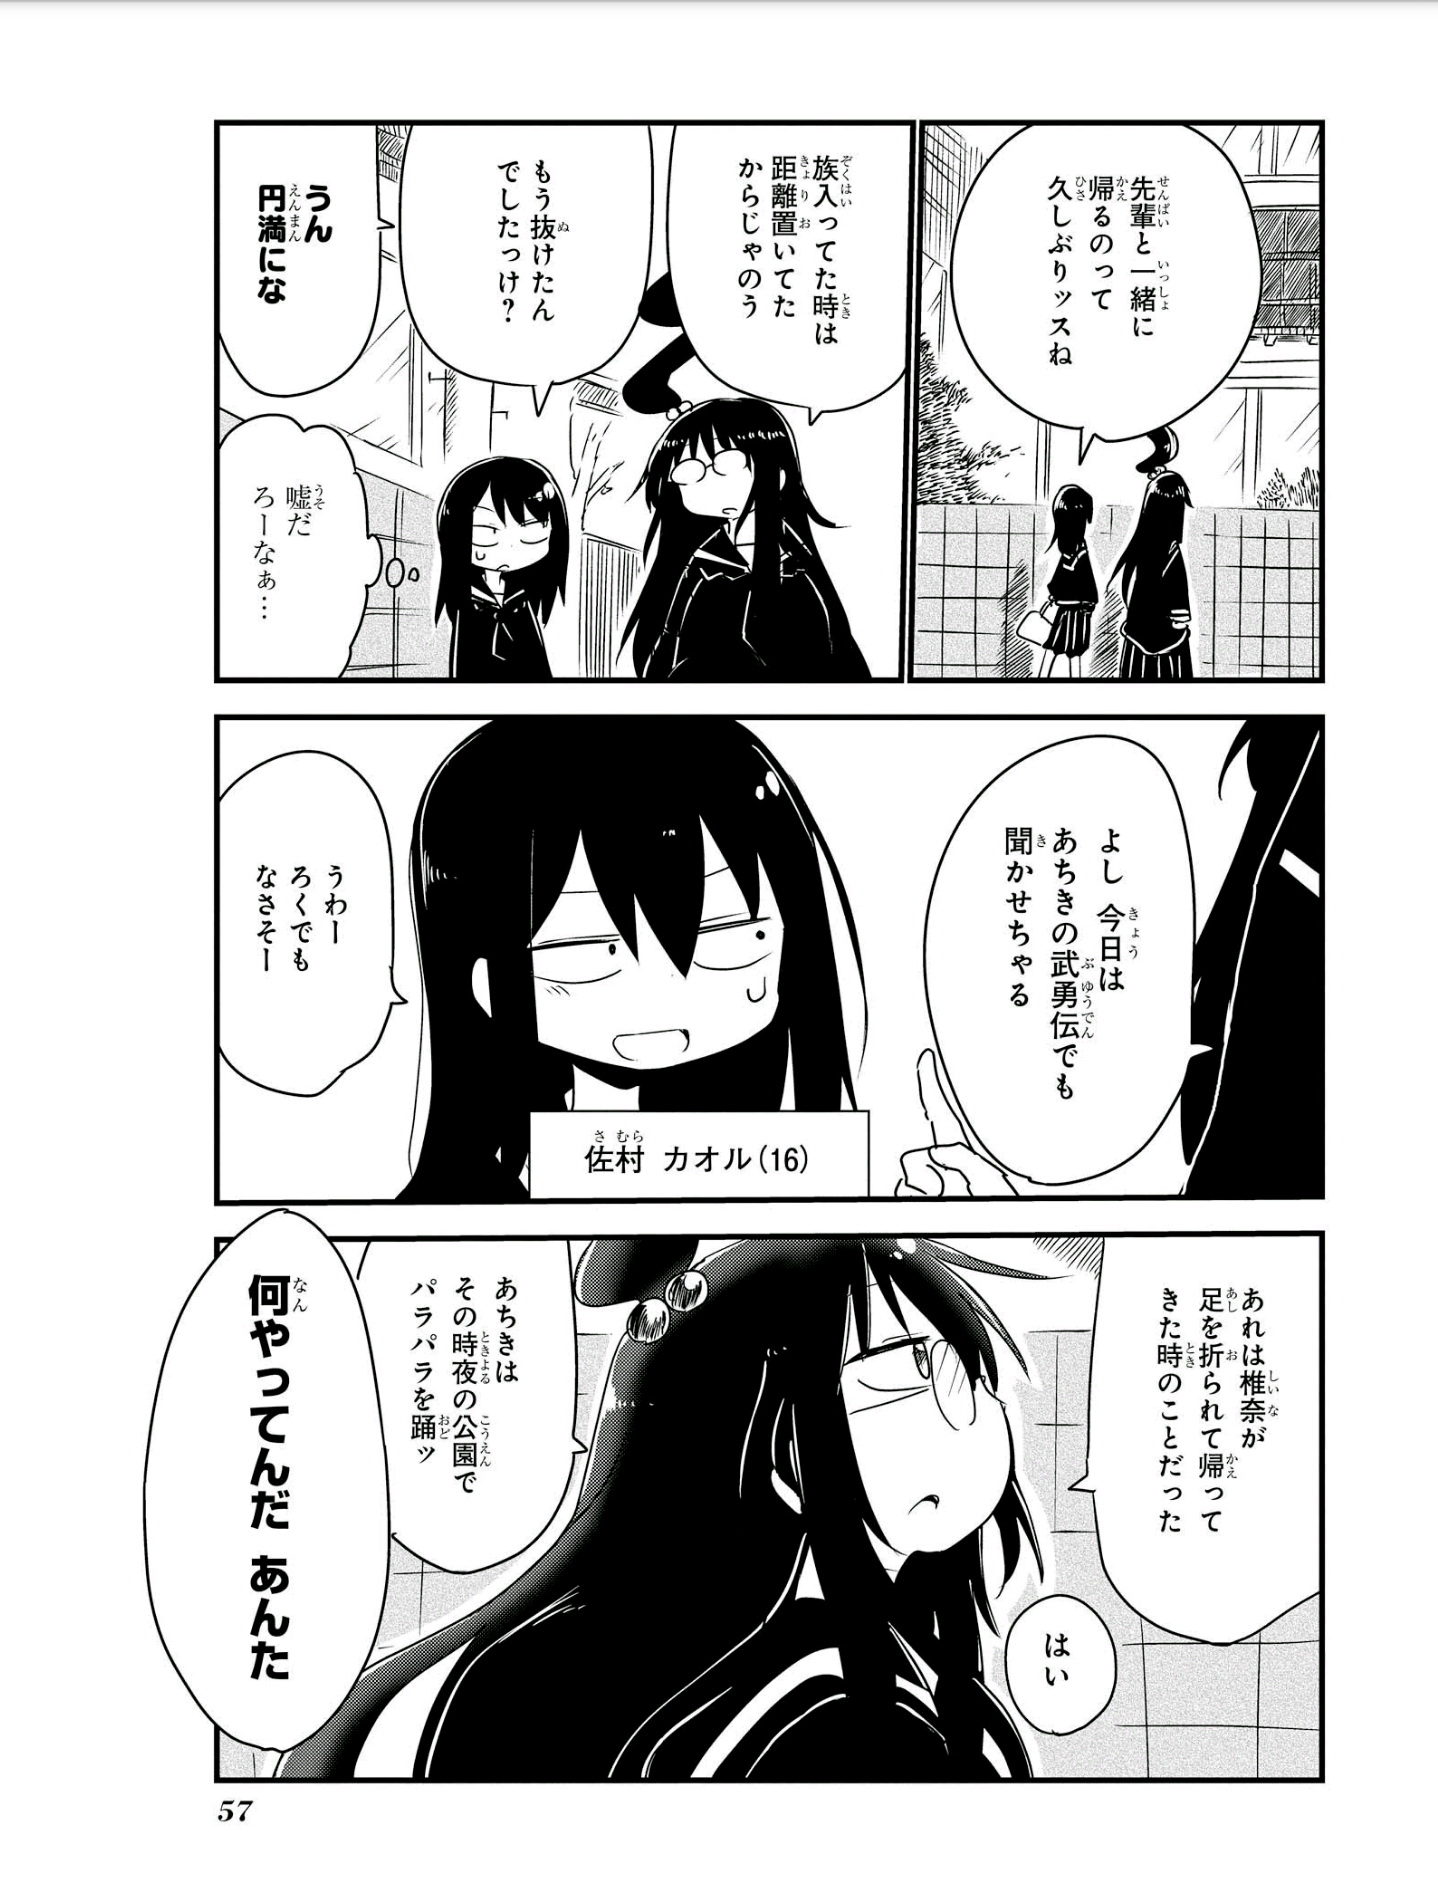 先輩と一緒に
帰るのって
久しぶりッスね
族入ってた時は
距離置いてた
からじゃのう
もう抜けたん
でしたっけ?
うん
円満にな
嘘だ
ろーなぁ…
よし 今日は
あちきの武勇伝でも
聞かせちゃる
うわー
ろくでも
なさそー
佐村 カオル(16)
あれは椎奈が
足を折られて帰って
きた時のことだった
はい
あちきは
その時夜の公園で
パラパラを踊ッ
何やってんだ あんた
57